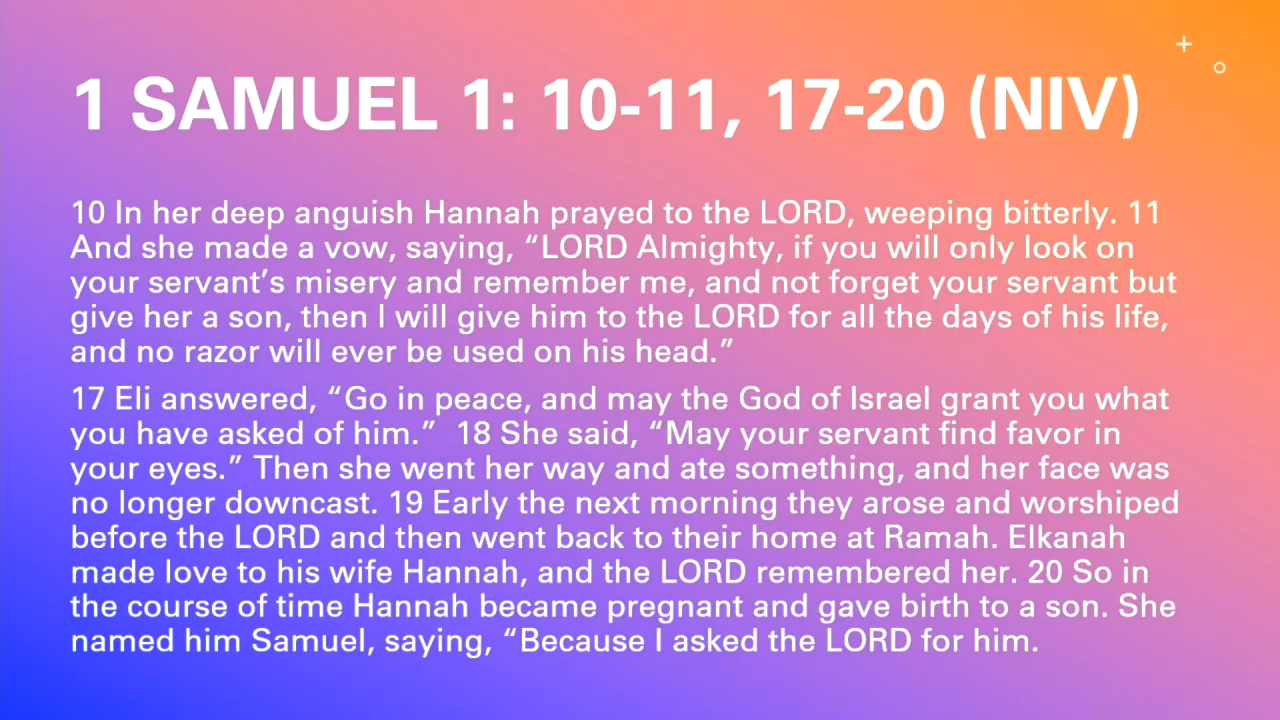 1 SAMUEL 1: 10-11, 17-20 (NIV)
10 In her deep anguish Hannah prayed to the LORD, weeping bitterly. 11
And she made a vow, saying, “LORD Almighty, if you will only look on
your servant’s misery and remember me, and not forget your servant but
give her a son, then I will give him to the LORD for all the days of his life,
and no razor will ever be used on his head.”
17 Eli answered, “Go in peace, and may the God of Israel grant you what
you have asked of him.”  18 She said, “May your servant find favor in
your eyes.” Then she went her way and ate something, and her face was
no longer downcast. 19 Early the next morning they arose and worshiped
before the LORD and then went back to their home at Ramah. Elkanah
made love to his wife Hannah, and the LORD remembered her. 20 So in
the course of time Hannah became pregnant and gave birth to a son. She
named him Samuel, saying, “Because I asked the LORD for him.